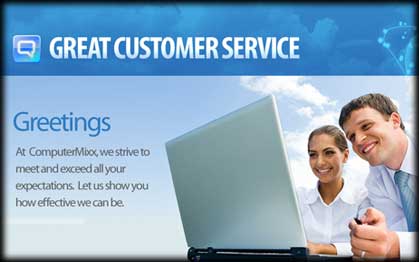 GREAT CUSTOMER SERVICE
Greetings
At ComputerMixx, we strive to
meet and exceed all your
expectations. Let us show you
how effective we can be.